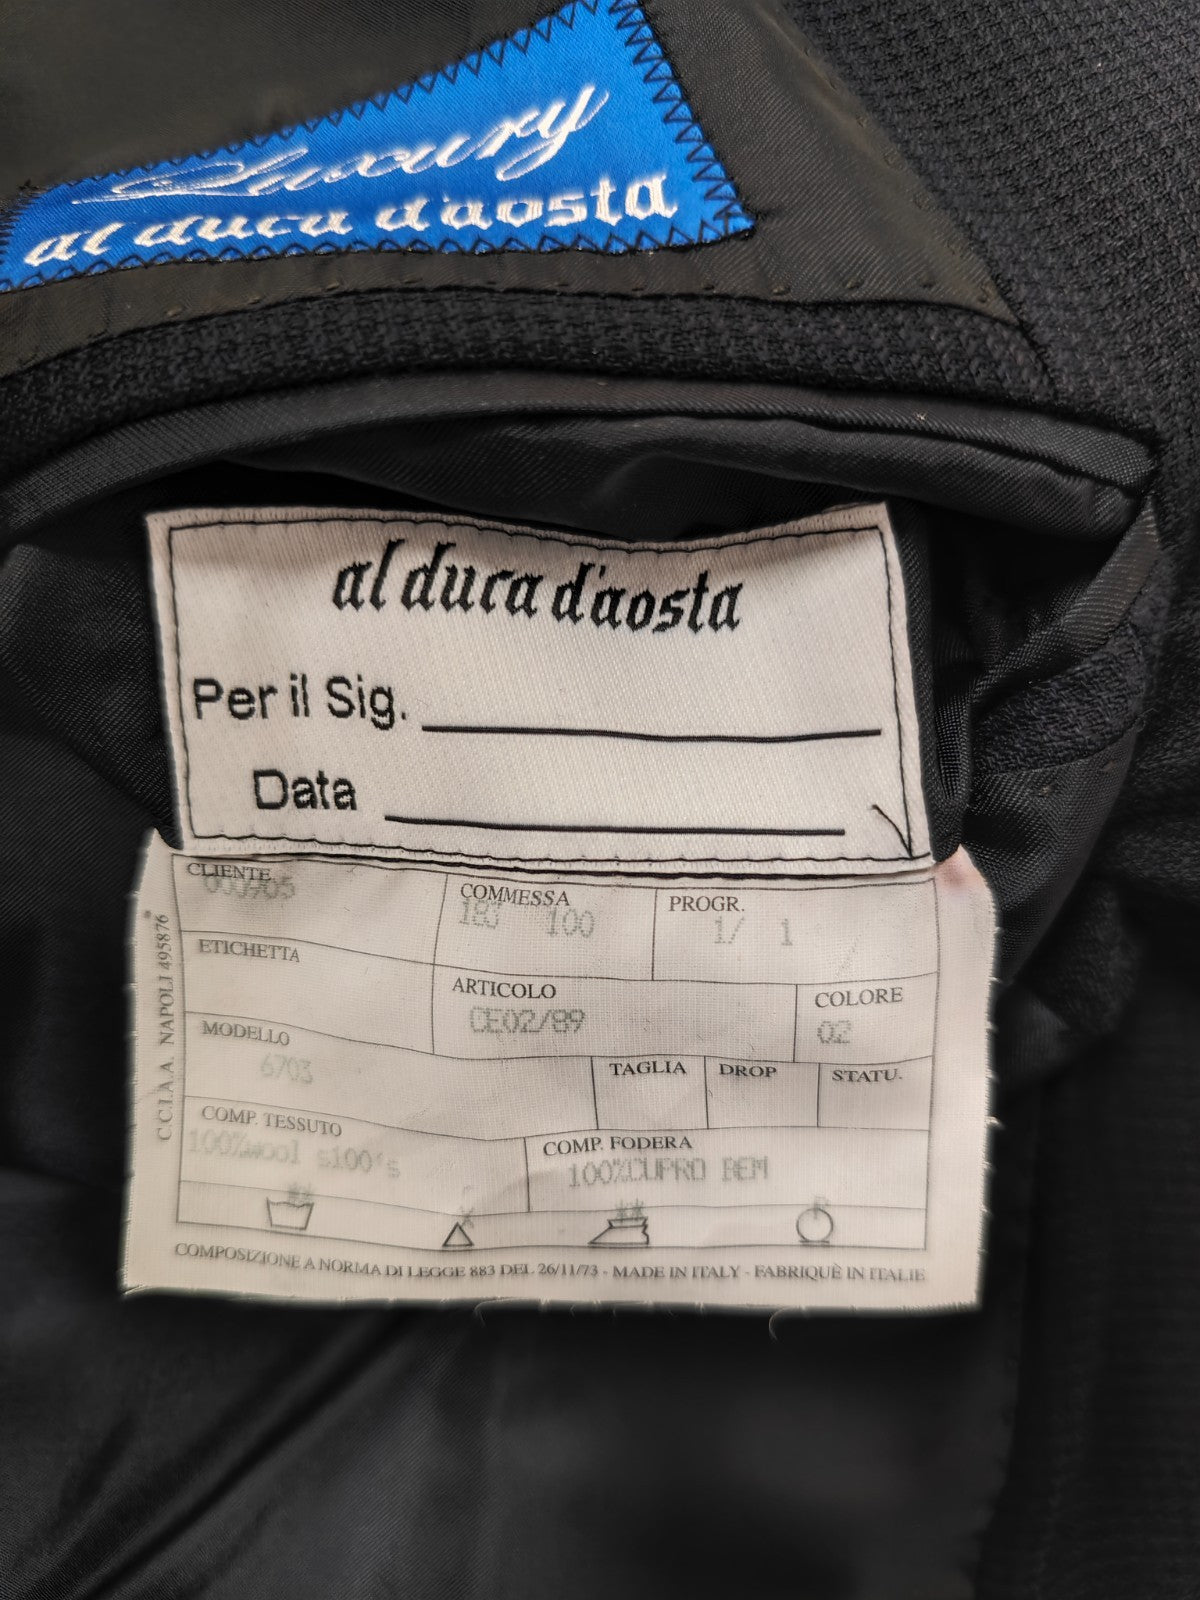 Luxury
al duca d'aosta
al duca d'aosta
Per il Sig.
Data
CLIENTE
COMMESSA
100
PROGR.
1/ 1
ETICHETTA
ARTICOLO
CE02/89
COLORE
02
MODELLO
6703
TAGLIA
DROP
STATU.
COMP. TESSUTO
100%wool s100's
COMP. FODERA
100%CUPRO BEM
COMPOSIZIONE A NORMA DI LEGGE 883 DEL 26/11/73 - MADE IN ITALY - FABRIQUÈ IN ITALIE
C.C.I.A.A. NAPOLI 495876